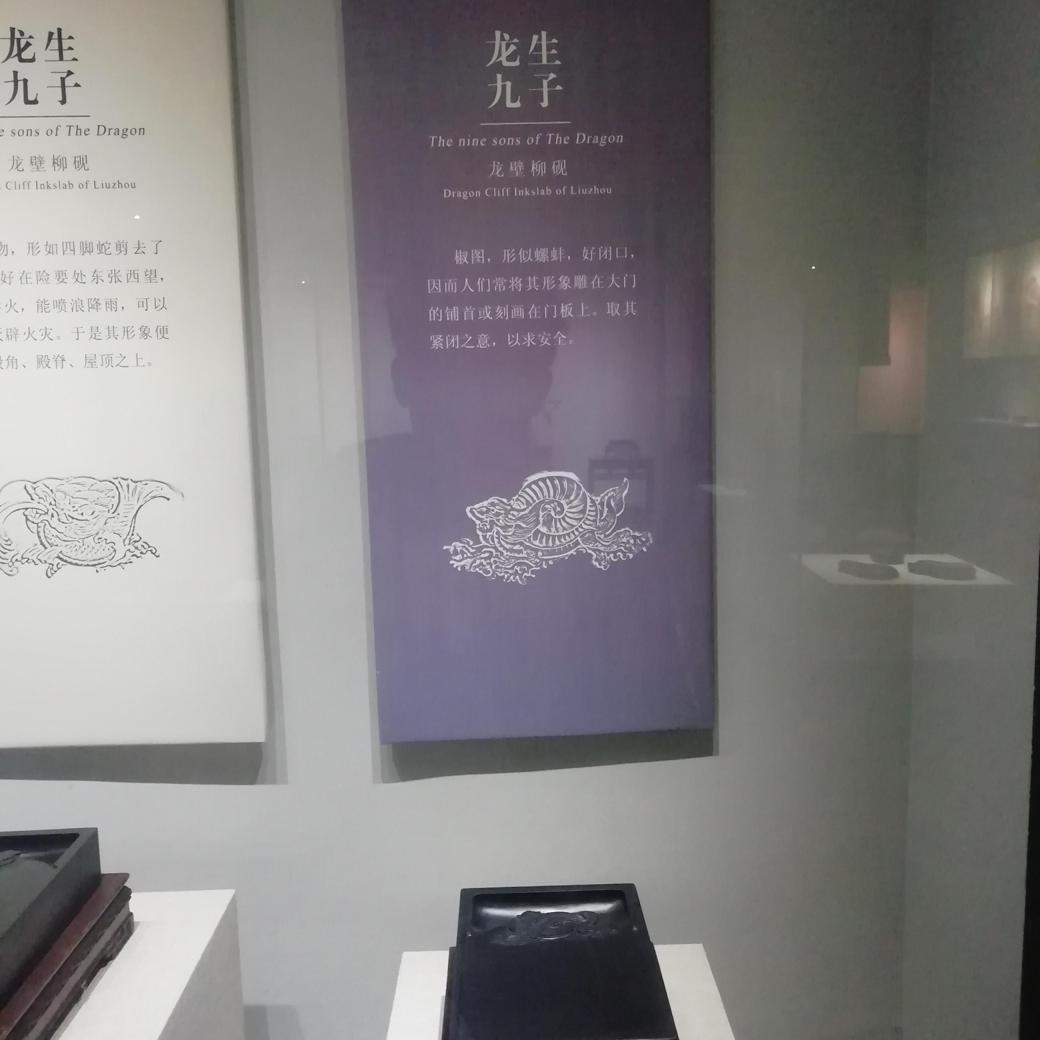 龙生
九子
sons of The Dragon
龙壁柳砚
Cliff Inkslab of Liuzhou
物，形如四脚蛇剪去了
好在险要处东张西望，
火，能喷浪降雨，可以
辟火灾。于是其形象便
角、殿脊、屋顶之上。
龙生
九子
The nine sons of The Dragon
龙壁柳砚
Dragon Cliff Inkslab of Liuzhou
椒图，形似螺蚌，好闭口，
因而人们常将其形象雕在大门
的铺首或刻画在门板上。取其
紧闭之意，以求安全。